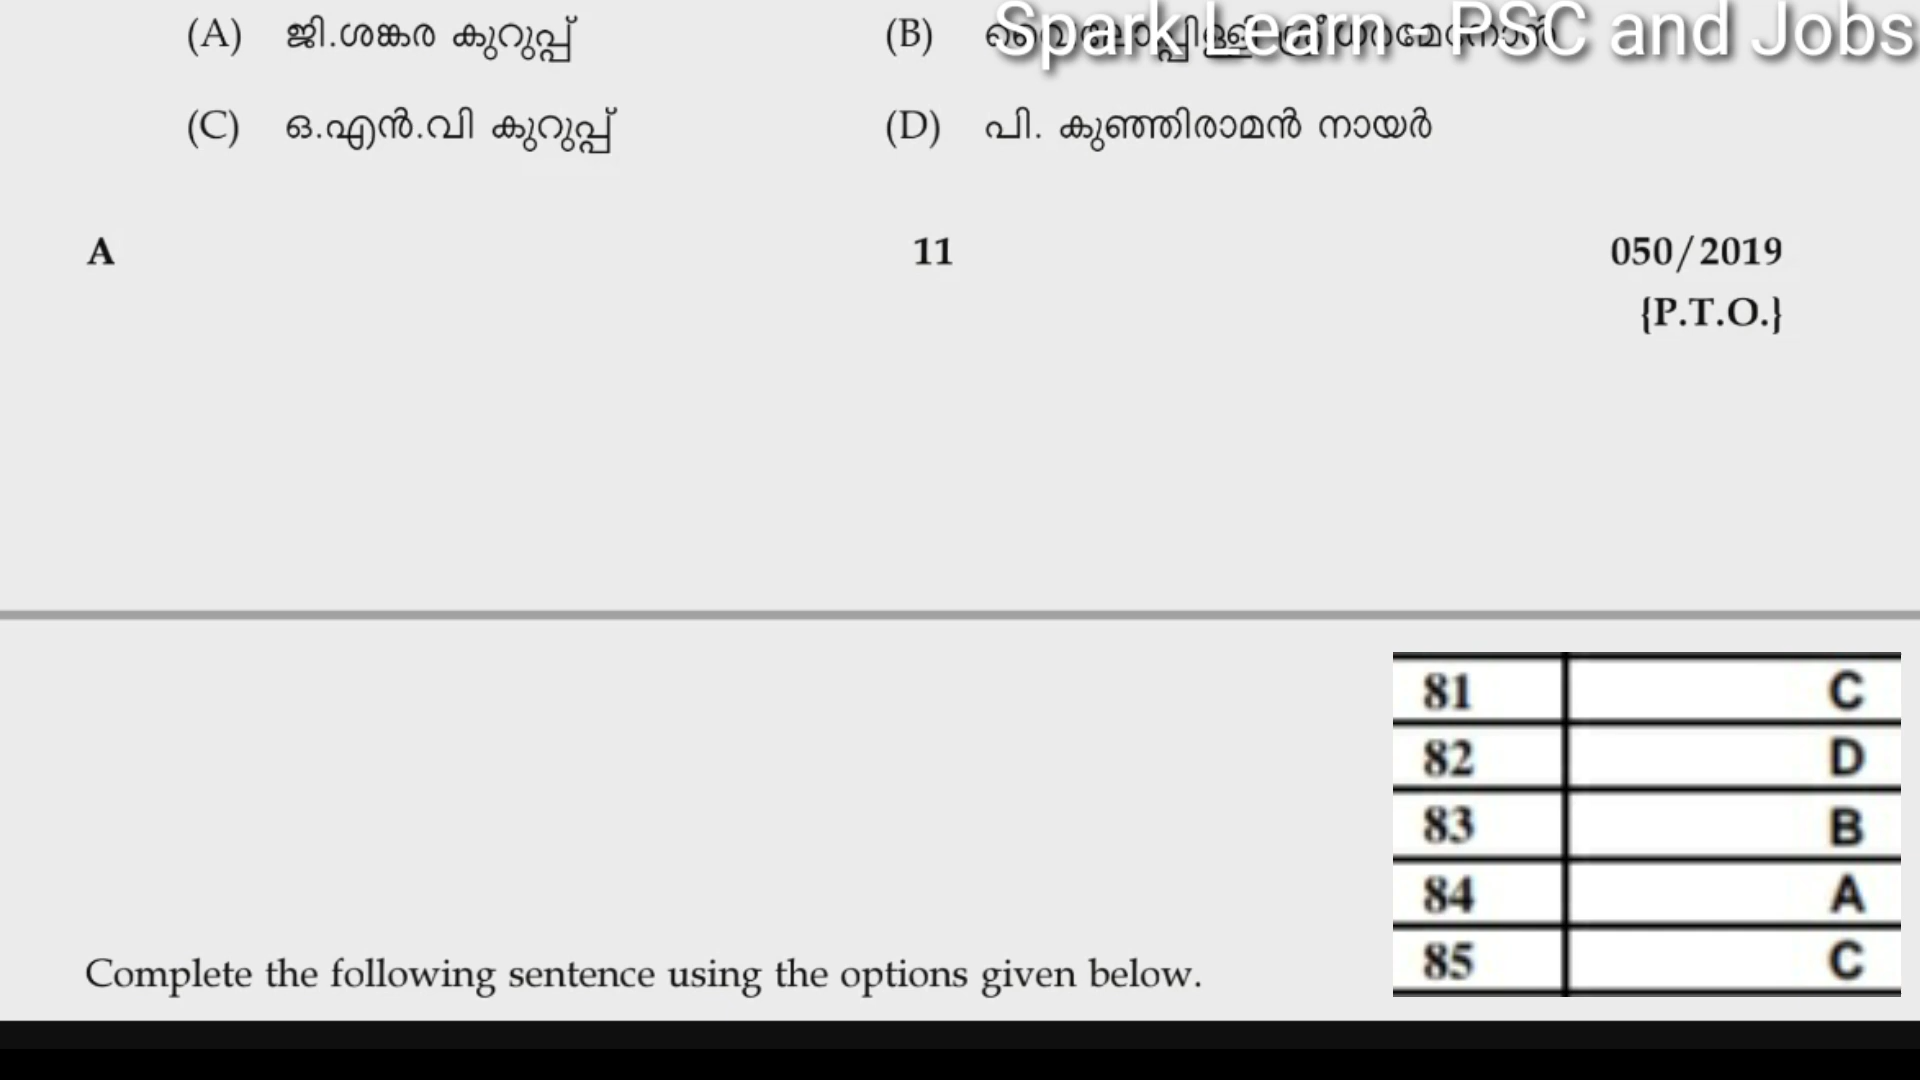 Spark Learn - PSC and Jobs
(A) ജി.ശങ്കര കുറുപ്പ് (B)
(C) ഒ.എൻ.വി കുറുപ്പ് (D) പി. കുഞ്ഞിരാമൻ നായർ
A 11 050/2019
{P.T.O.}
81 C
82 D
83 B
84 A
85 C
Complete the following sentence using the options given below.